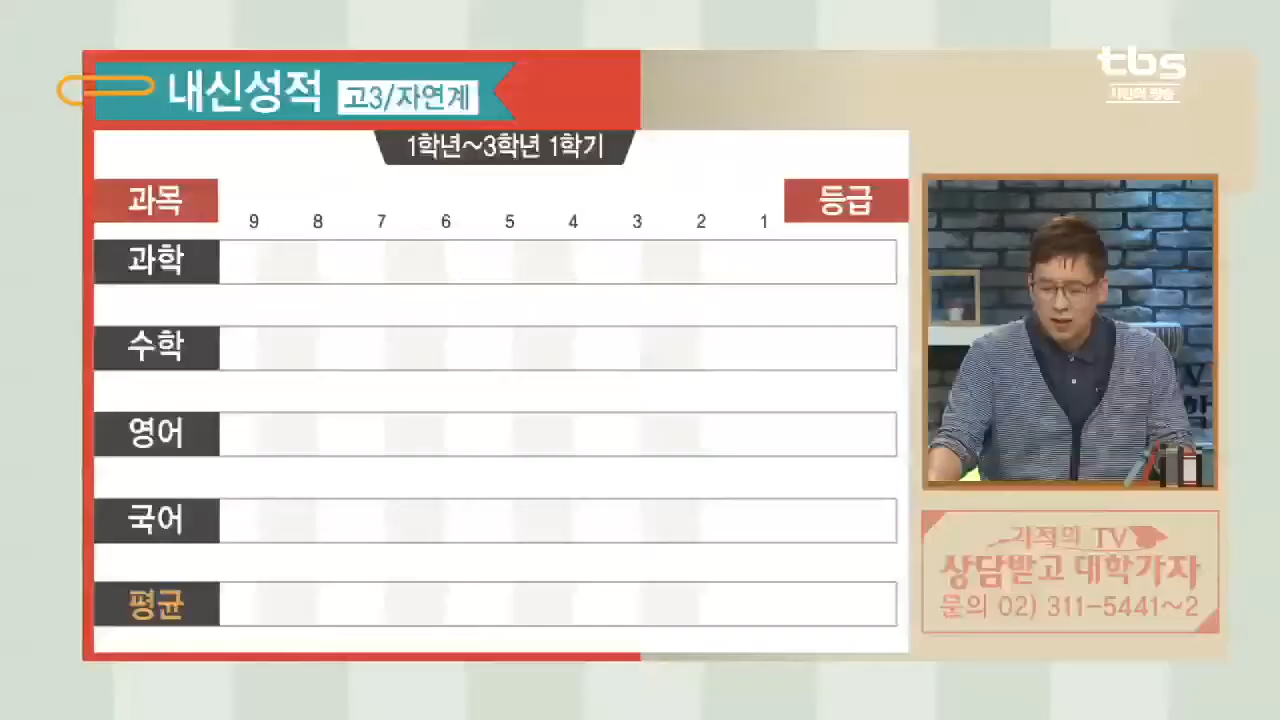 내신성적 고3/자연계
tbs
시민의 방송
1학년~3학년 1학기
과목
9 8 7 6 5 4 3 2 1
등급
과학
수학
영어
국어
평균
기적의 TV
상담받고 대학가자
문의 02) 311-5441~2